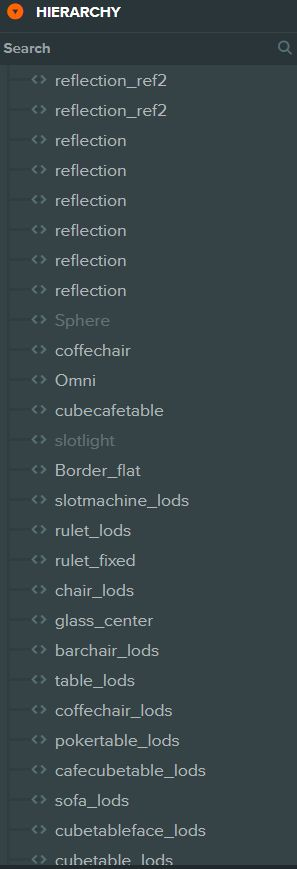 HIERARCHY
Search
reflection_ref2
reflection_ref2
reflection
reflection
reflection
reflection
reflection
reflection
Sphere
coffechair
Omni
cubecafetable
slotlight
Border_flat
slotmachine_lods
rulet_lods
rulet_fixed
chair_lods
glass_center
barchair_lods
table_lods
coffechair_lods
pokertable_lods
cafecubetable_lods
sofa_lods
cubetableface_lods
cubetable_lods